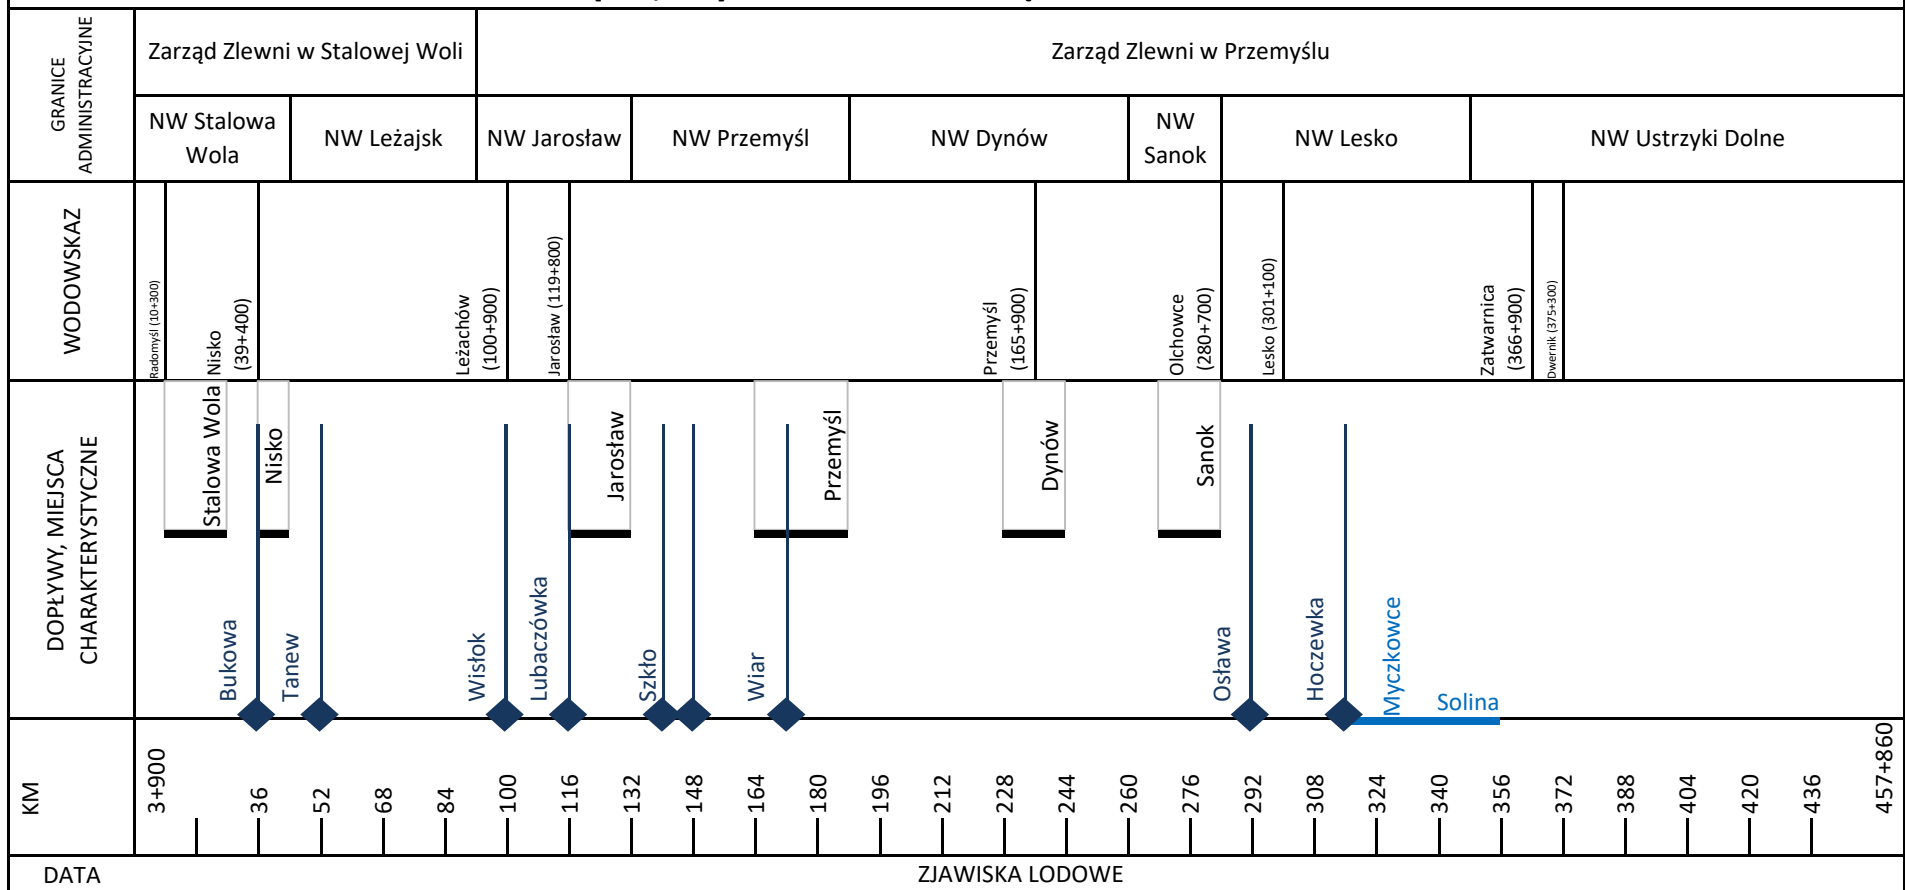 GRANICE
ADMINISTRACYJNE
Zarząd Zlewni w Stalowej Woli
Zarząd Zlewni w Przemyślu
NW Stalowa
Wola
NW Leżajsk
NW Jarosław
NW Przemyśl
NW Dynów
NW
Sanok
NW Lesko
NW Ustrzyki Dolne
WODOWSKAZ
Radomyśl (10+300)
Nisko
(39+400)
Leżachów
(100+900)
Jarosław (119+800)
Przemyśl
(165+900)
Olchowce
(280+700)
Lesko (301+100)
Zatwarnica
(366+900)
Dwernik (375+300)
DOPŁYWY, MIEJSCA
CHARAKTERYSTYCZNE
Stalowa Wola
Nisko
Jarosław
Przemyśl
Dynów
Sanok
Bukowa
Tanew
Wisłok
Lubaczówka
Szkło
Wiar
Osława
Hoczewka
Myczkowce
Solina
KM
3+900
36
52
68
84
100
116
132
148
164
180
196
212
228
244
260
276
292
308
324
340
356
372
388
404
420
436
457+860
DATA
ZJAWISKA LODOWE